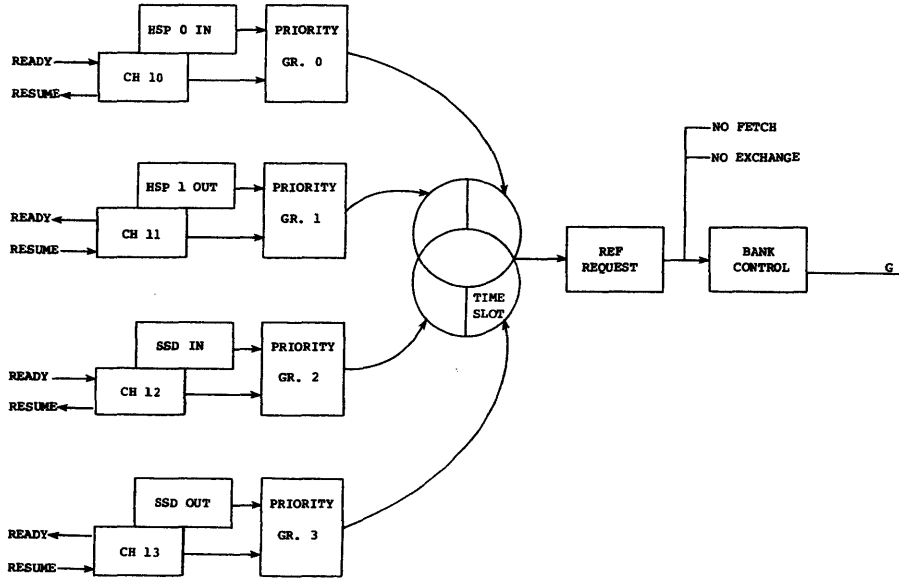 HSP 0 IN
PRIORITY
GR. 0
READY
CH 10
RESUME
NO FETCH
NO EXCHANGE
HSP 1 OUT
PRIORITY
GR. 1
READY
CH 11
RESUME
REF
REQUEST
BANK
CONTROL
G
TIME
SLOT
SSD IN
PRIORITY
GR. 2
READY
CH 12
RESUME
SSD OUT
PRIORITY
GR. 3
READY
CH 13
RESUME